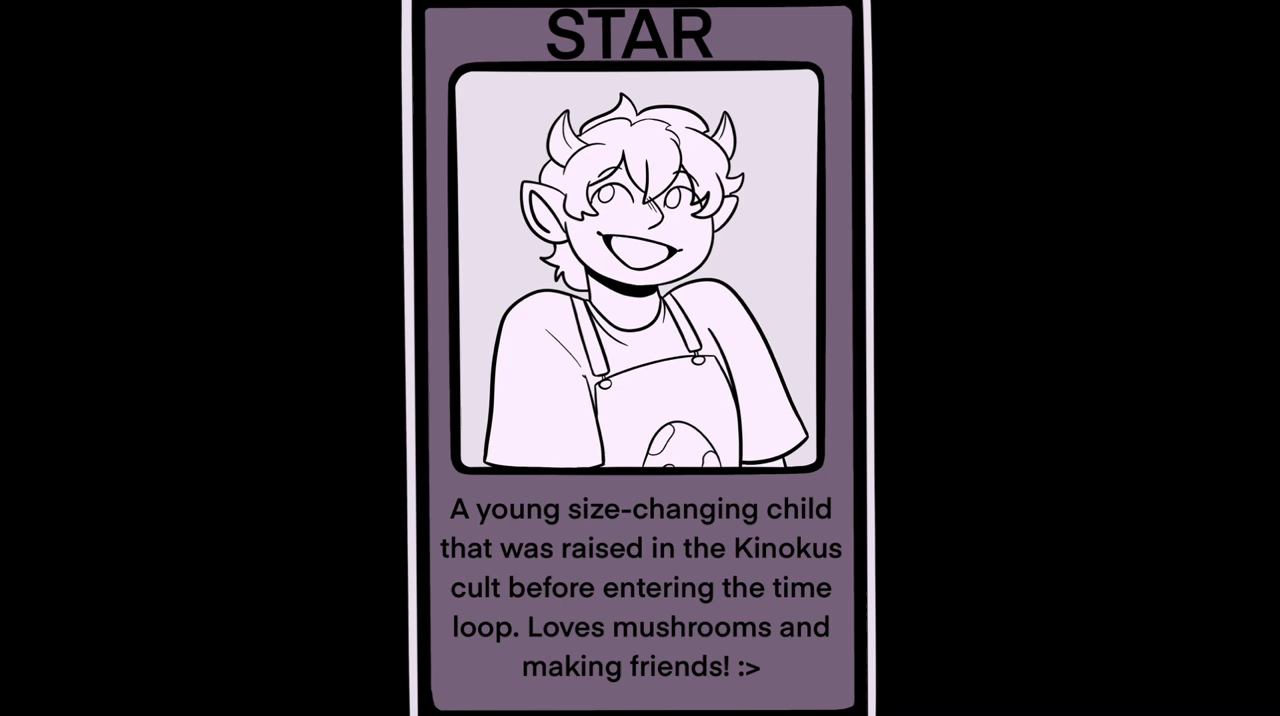 STAR
A young size-changing child
that was raised in the Kinokus
cult before entering the time
loop. Loves mushrooms and
making friends! :>